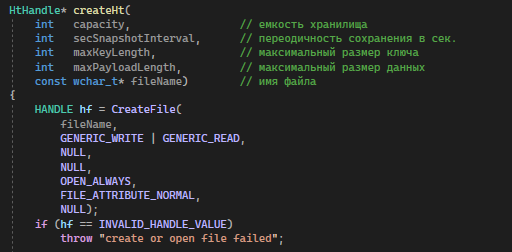 HtHandle* createHt(
    int   capacity,                // емкость хранилища
    int   secSnapshotInterval,     // переодичность сохранения в сек.
    int   maxKeyLength,            // максимальный размер ключа
    int   maxPayloadLength,        // максимальный размер данных
    const wchar_t* fileName)       // имя файла
{
    HANDLE hf = CreateFile(
        fileName,
        GENERIC_WRITE | GENERIC_READ,
        NULL,
        NULL,
        OPEN_ALWAYS,
        FILE_ATTRIBUTE_NORMAL,
        NULL);
    if (hf == INVALID_HANDLE_VALUE)
        throw "create or open file failed";